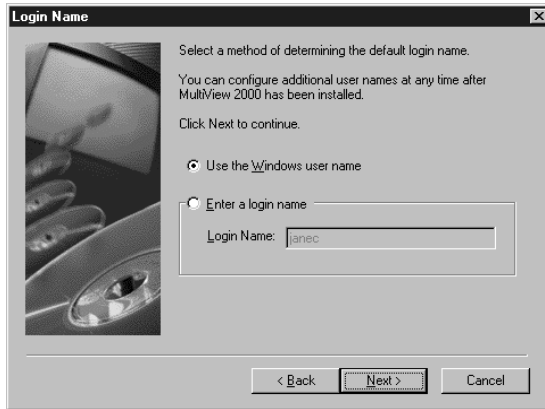 Login Name
Select a method of determining the default login name.
You can configure additional user names at any time after
MultiView 2000 has been installed.
Click Next to continue.
Use the Windows user name
Enter a login name
Login Name: janec
< Back Next > Cancel